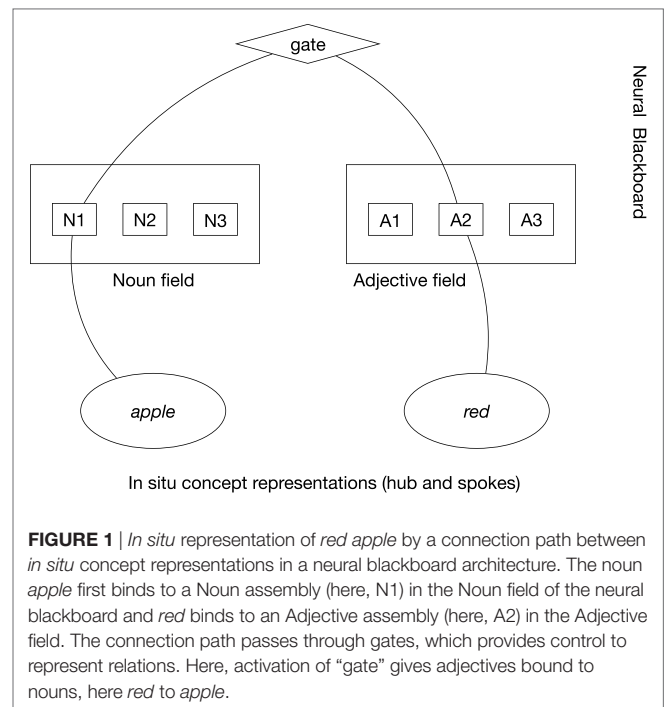 gate
Neural Blackboard
N1 N2 N3 A1 A2 A3
Noun field Adjective field
apple red
In situ concept representations (hub and spokes)
FIGURE 1 | In situ representation of red apple by a connection path between
in situ concept representations in a neural blackboard architecture. The noun
apple first binds to a Noun assembly (here, N1) in the Noun field of the neural
blackboard and red binds to an Adjective assembly (here, A2) in the Adjective
field. The connection path passes through gates, which provides control to
represent relations. Here, activation of “gate” gives adjectives bound to
nouns, here red to apple.